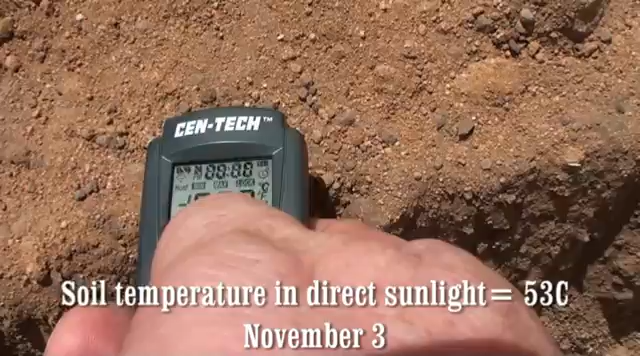 CEN-TECH™
Soil temperature in direct sunlight= 53C
November 3